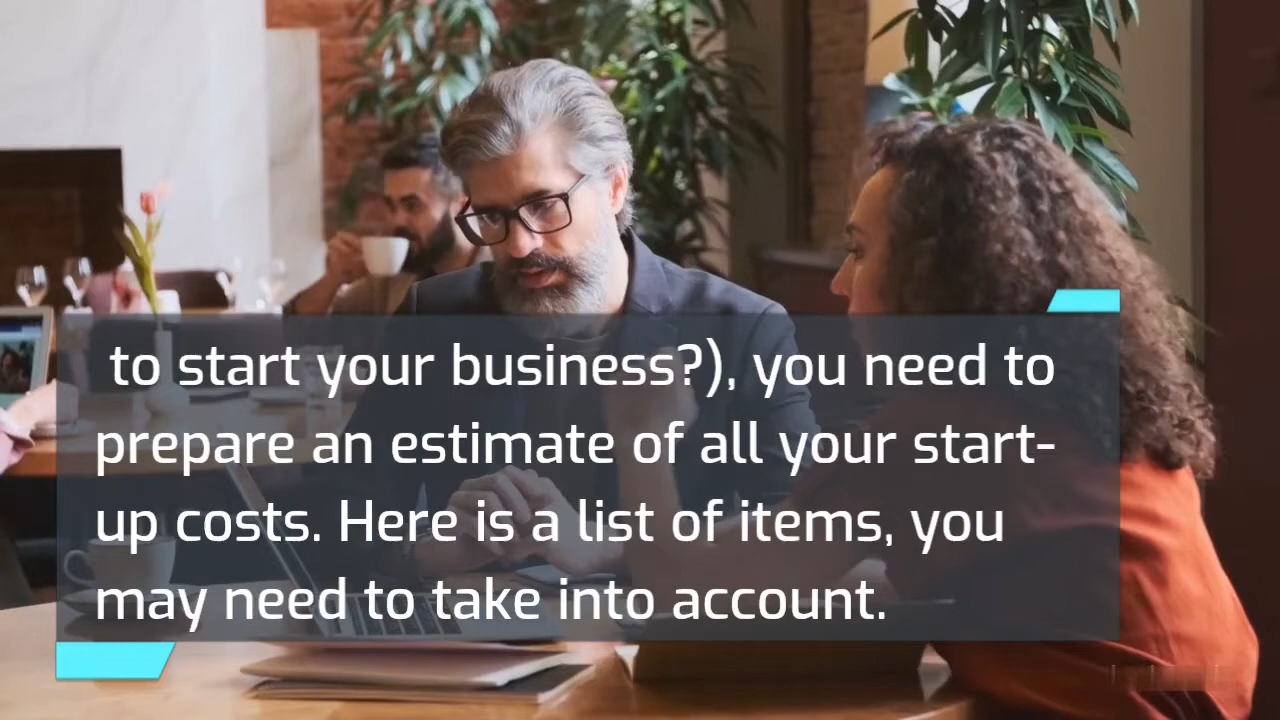 to start your business?), you need to
prepare an estimate of all your start-
up costs. Here is a list of items, you
may need to take into account.